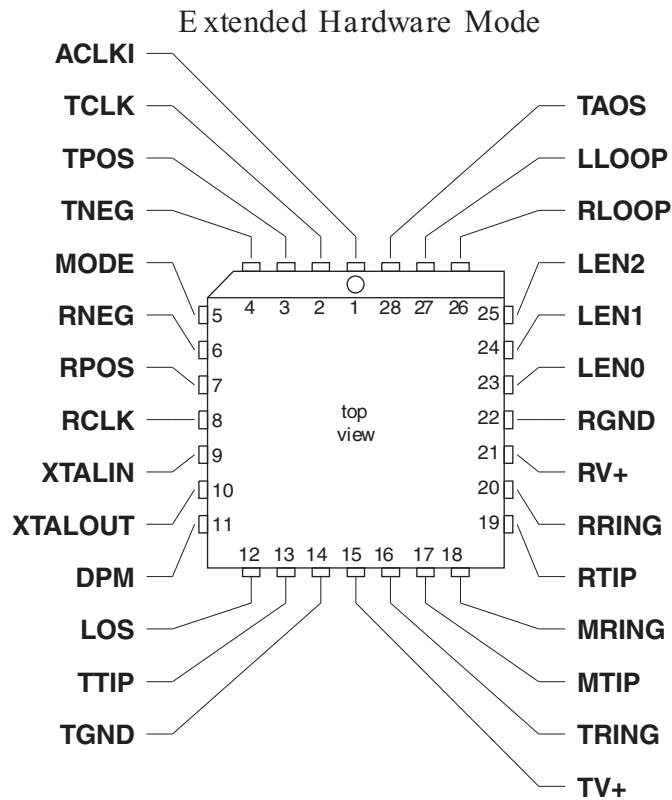 Extended Hardware Mode
ACLKI
TCLK
TPOS
TNEG
MODE
RNEG
RPOS
RCLK
XTALIN
XTALOUT
DPM
LOS
TTIP
TGND
TAOS
LLOOP
RLOOP
LEN2
LEN1
LEN0
RGND
RV+
RRING
RTIP
MRING
MTIP
TRING
TV+
4 3 2 1 28 27 26
5
6
7
8
9
10
11
25
24
23
22
21
20
19
top
view
12 13 14 15 16 17 18